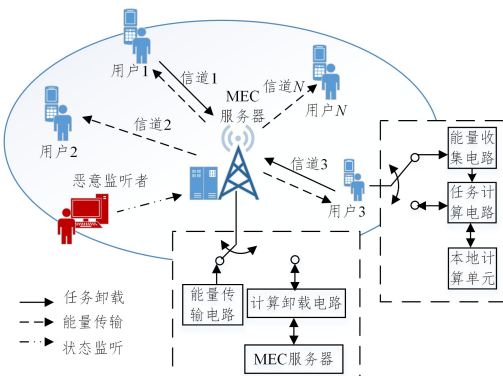 用户1
信道1
MEC
服务器
信道N
用户N
用户2
信道2
信道3
用户3
恶意监听者
能量收
集电路
任务计
算电路
本地计
算单元
能量传
输电路
计算卸载电路
MEC服务器
任务卸载
能量传输
状态监听